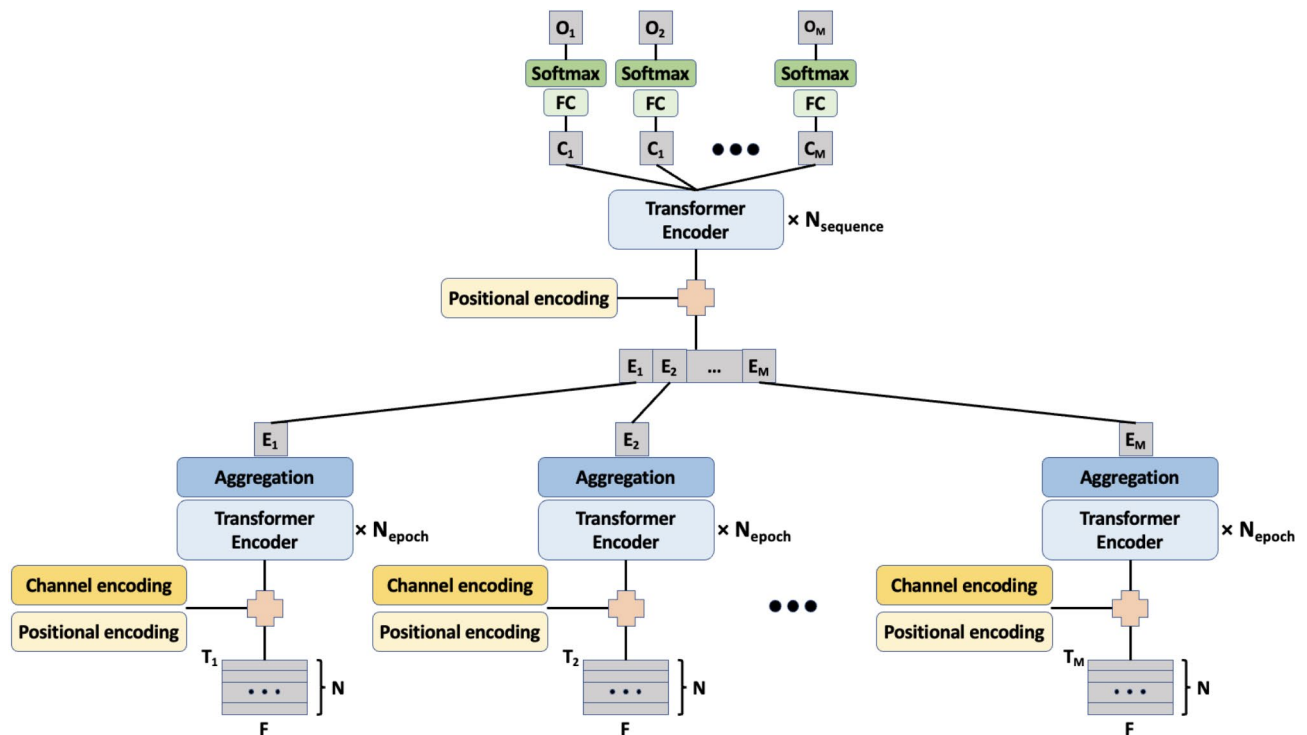 O₁ O₂ Oₘ
Softmax Softmax Softmax
FC FC FC
C₁ C₁ ••• Cₘ
Transformer
Encoder
× Nsequence
Positional encoding
E₁ E₂ ... Eₘ
E₁ E₂ Eₘ
Aggregation Aggregation Aggregation
Transformer Transformer Transformer
Encoder Encoder Encoder
× Nepoch × Nepoch × Nepoch
Channel encoding Channel encoding ••• Channel encoding
Positional encoding Positional encoding Positional encoding
T₁ T₂ Tₘ
••• N ••• N ••• N
F F F